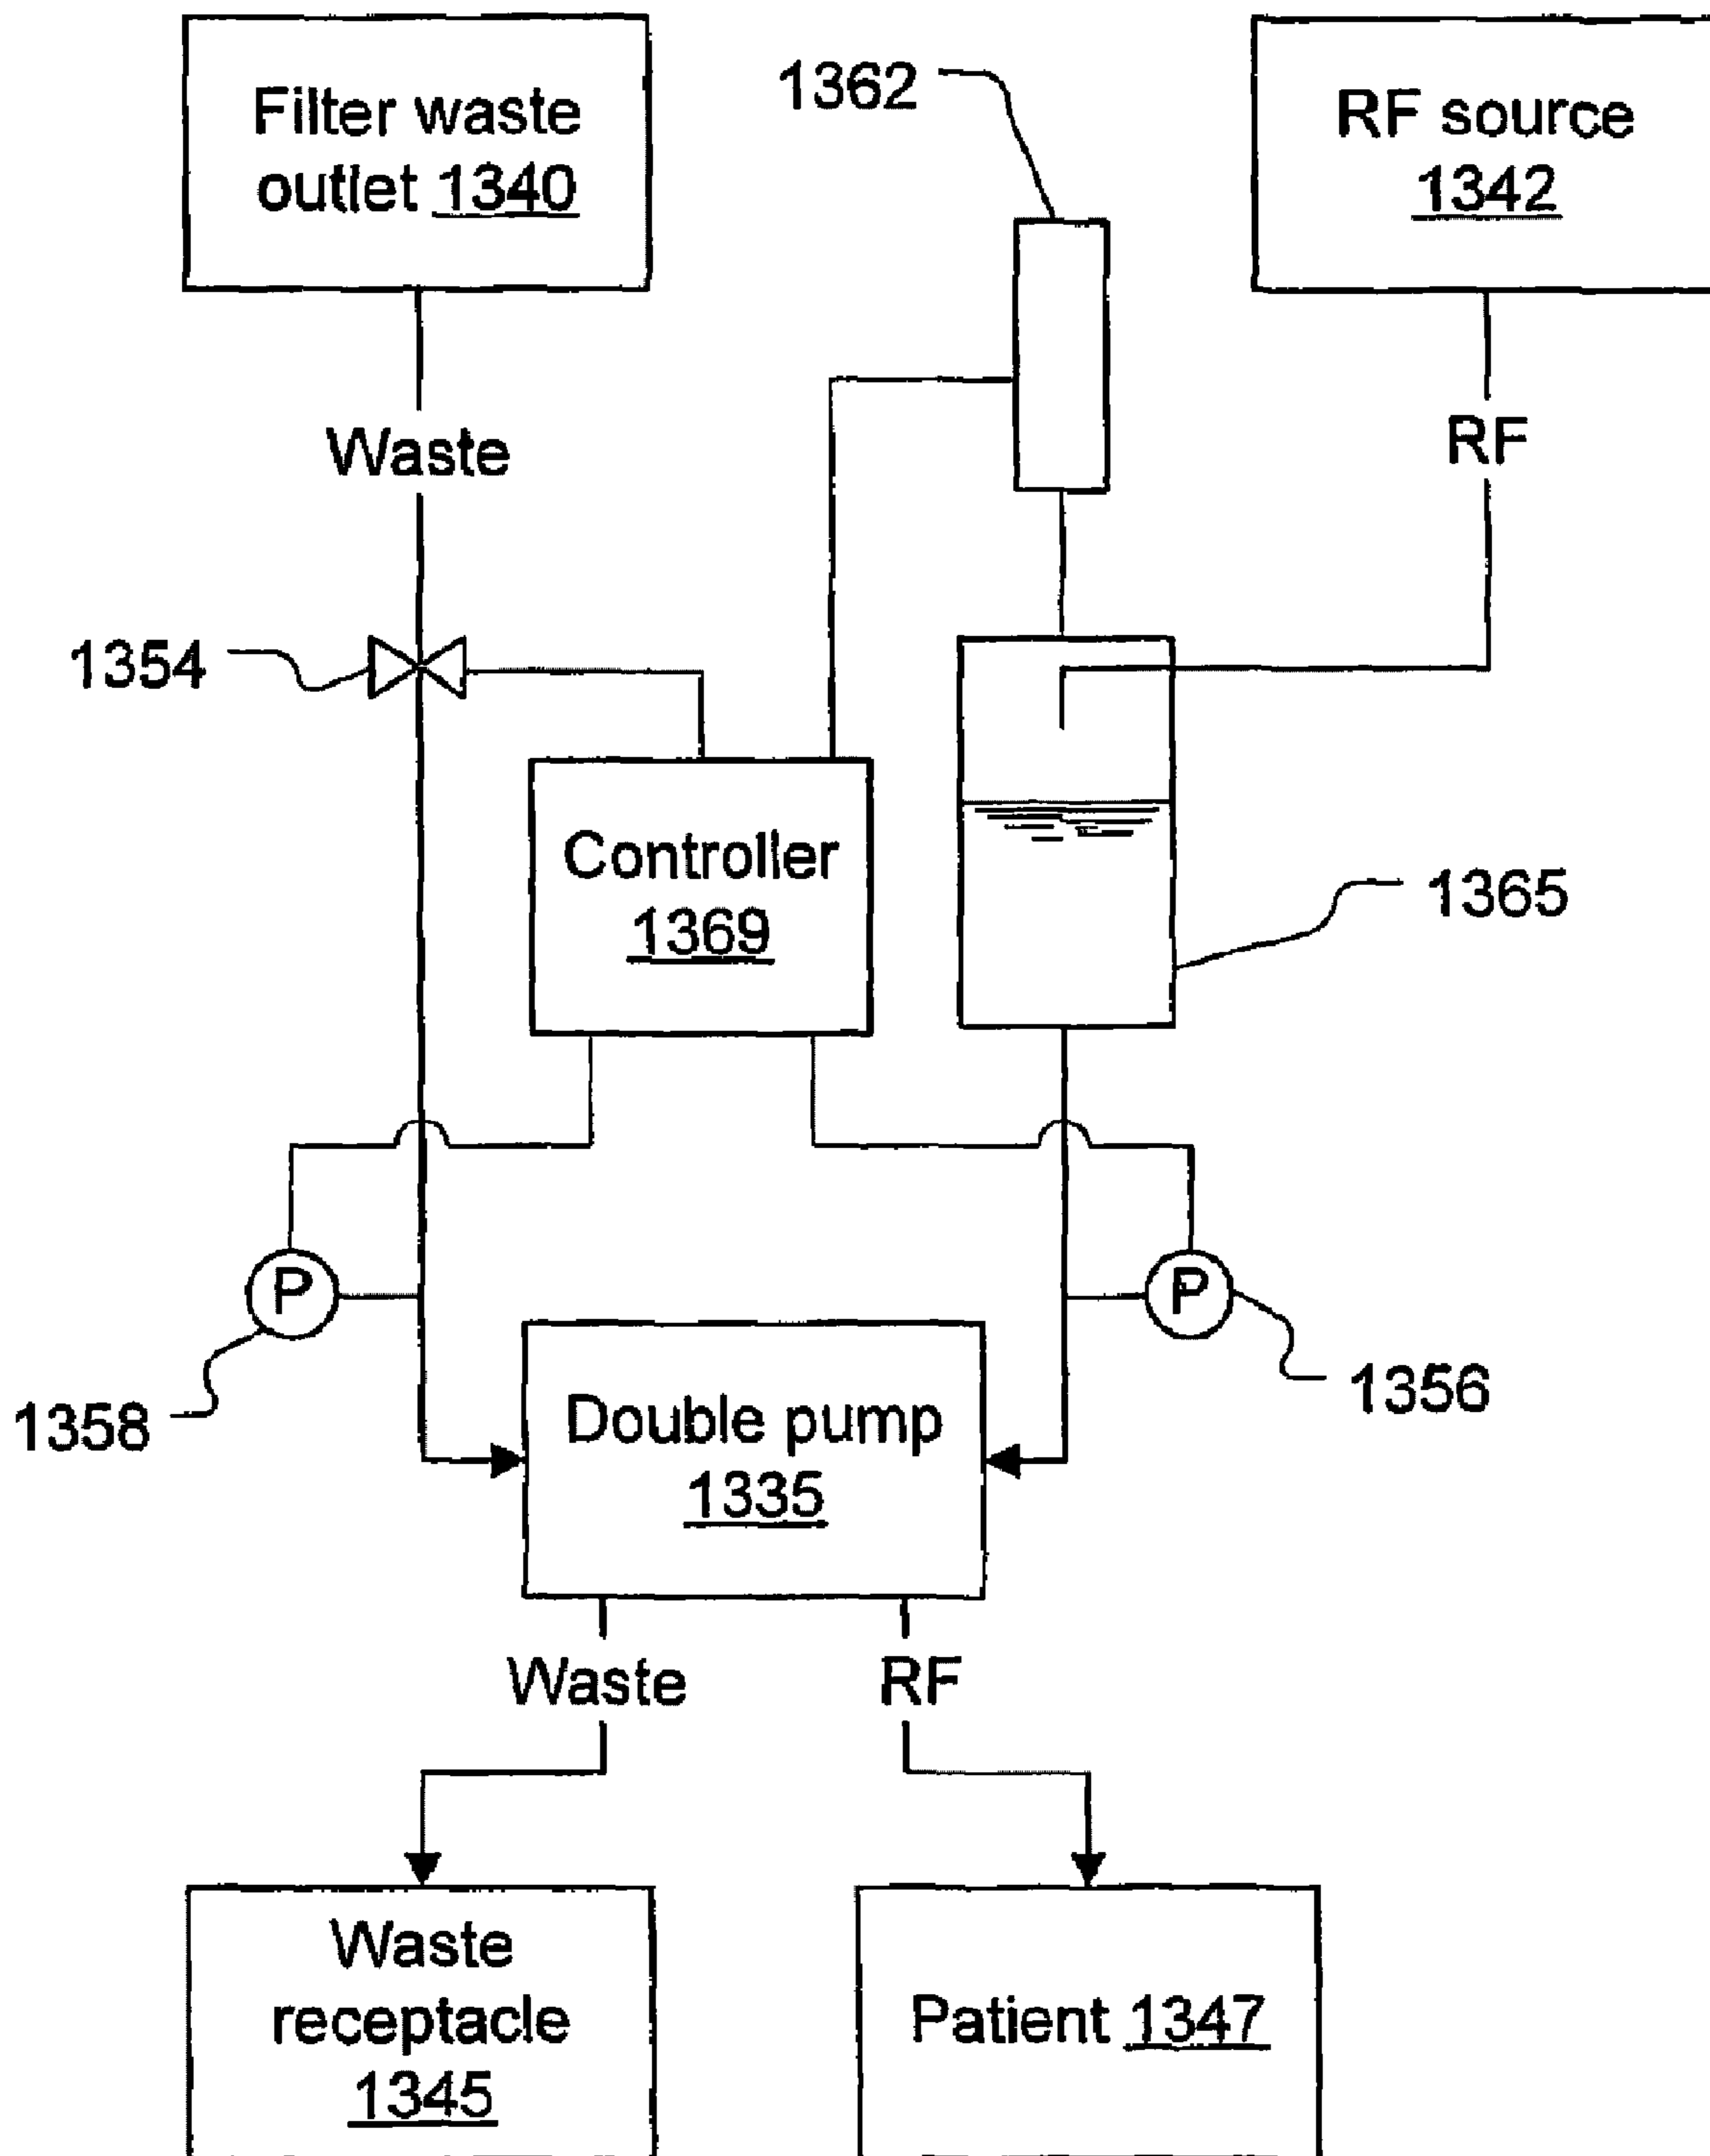 Filter waste
outlet 1340
1362
RF source
1342
Waste
RF
1354
Controller
1369
1365
P
P
1358
1356
Double pump
1335
Waste
RF
Waste
receptacle
1345
Patient 1347